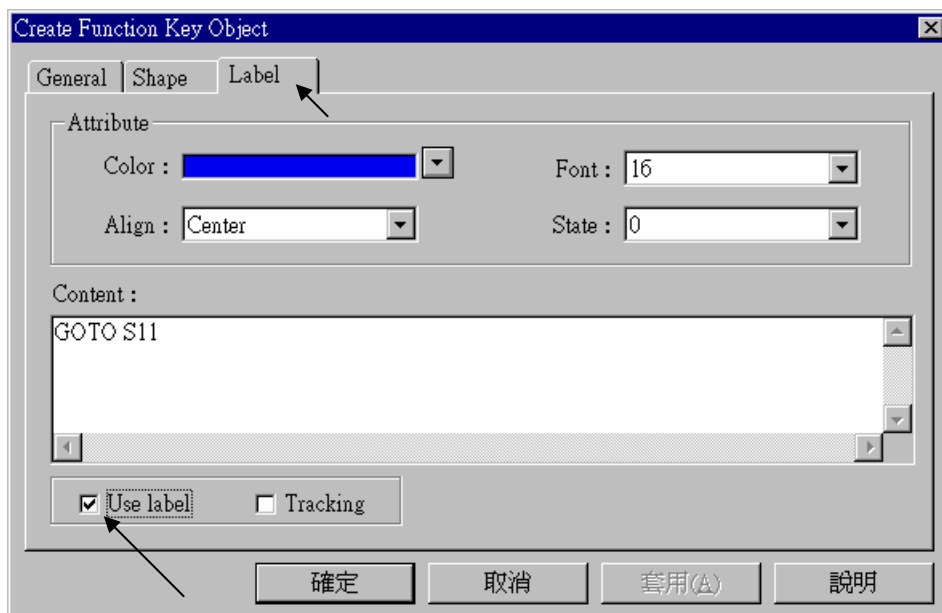 Create Function Key Object
General Shape Label
Attribute
Color : Font : 16
Align : Center State : 0
Content :
GOTO S11
Use label Tracking
確定 取消 套用(A) 說明